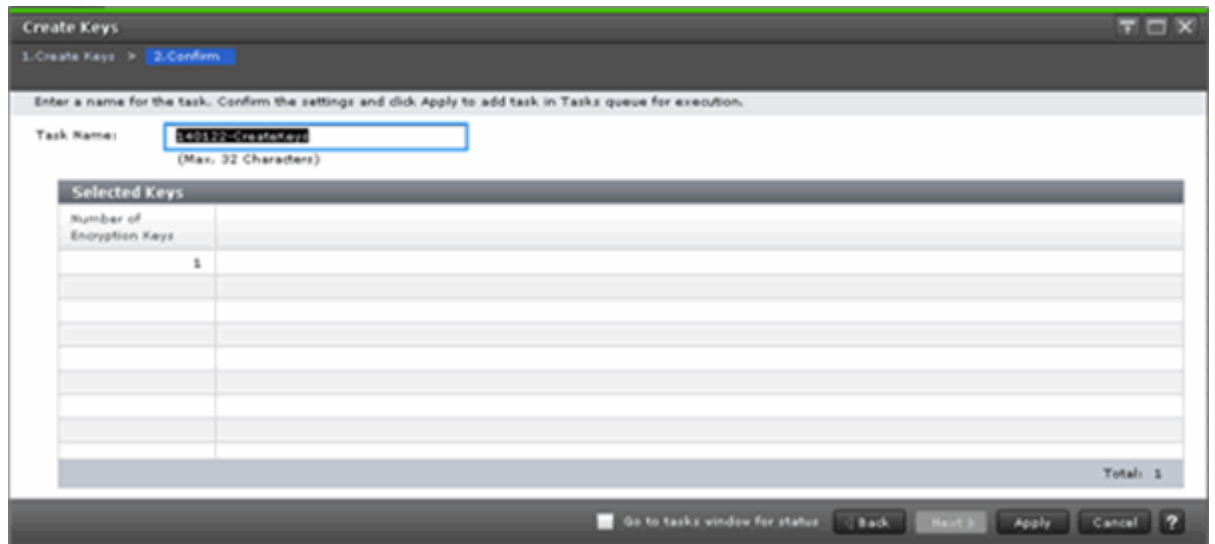 Create Keys
1.Create Keys > 2.Confirm
Enter a name for the task. Confirm the settings and click Apply to add task in Tasks queue for execution.
Task Name: 140122-CreateKeys
(Max. 32 Characters)
Selected Keys
Number of
Encryption Keys
1
Total: 1
Go to tasks window for status Back Next Apply Cancel ?